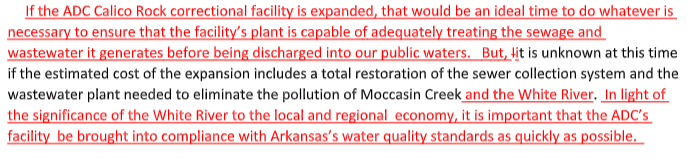 If the ADC Calico Rock correctional facility is expanded, that would be an ideal time to do whatever is
necessary to ensure that the facility's plant is capable of adequately treating the sewage and
wastewater it generates before being discharged into our public waters.   But, Iit is unknown at this time
if the estimated cost of the expansion includes a total restoration of the sewer collection system and the
wastewater plant needed to eliminate the pollution of Moccasin Creek and the White River.  In light of
the significance of the White River to the local and regional  economy, it is important that the ADC's
facility  be brought into compliance with Arkansas's water quality standards as quickly as possible.